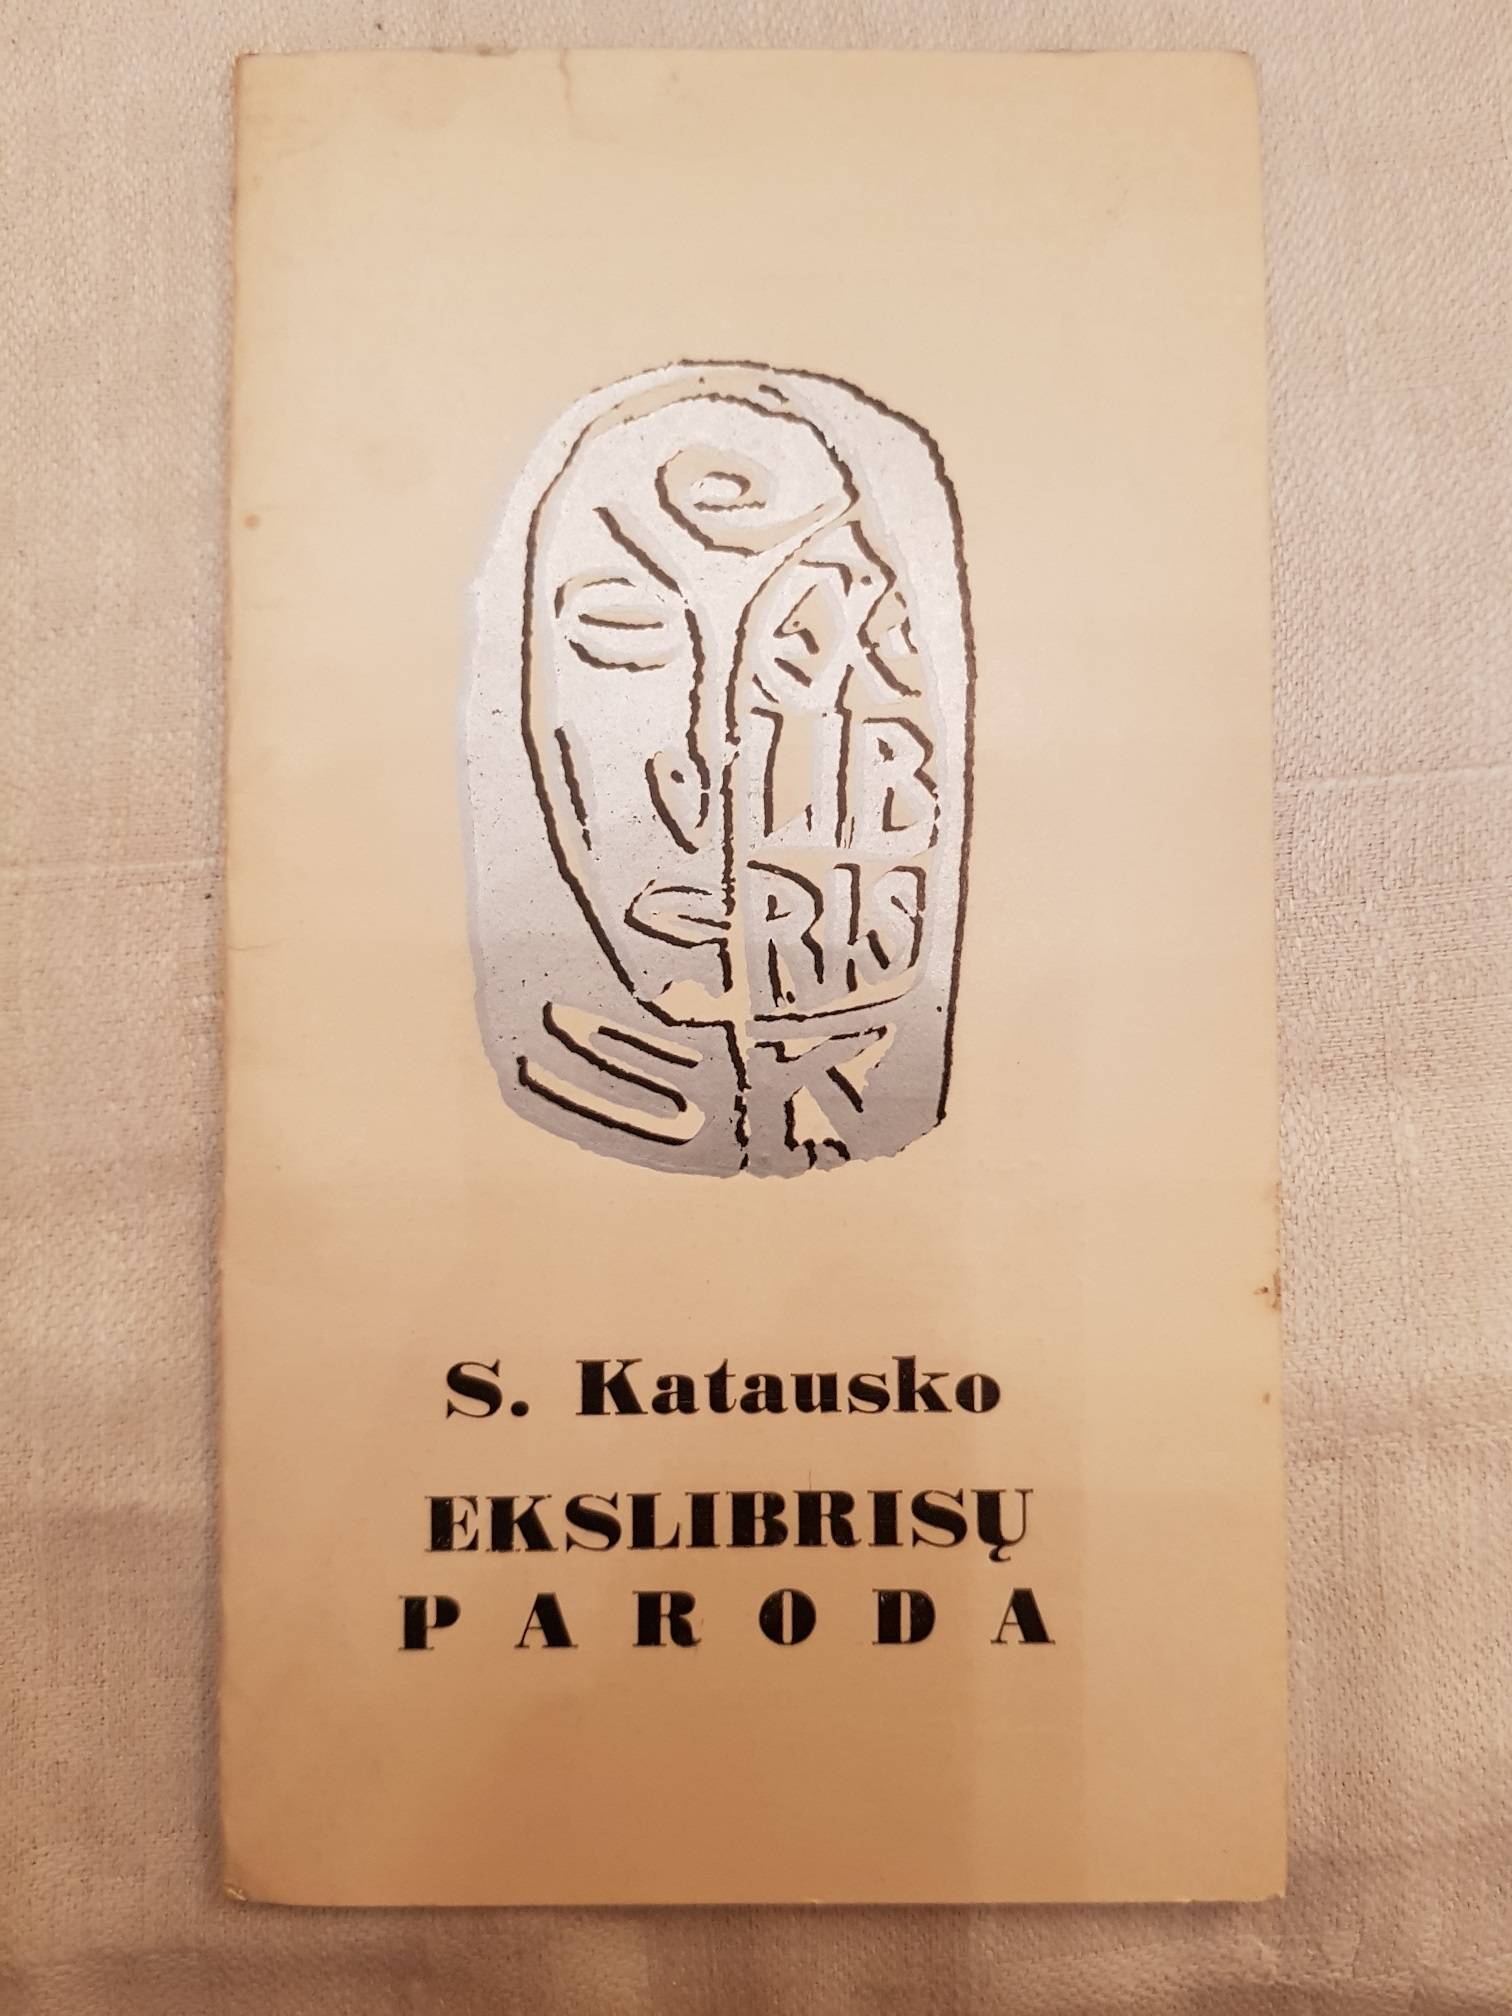 EX
LIB
RIS
SK
S. Katausko
EKSLIBRISŲ
PARODA